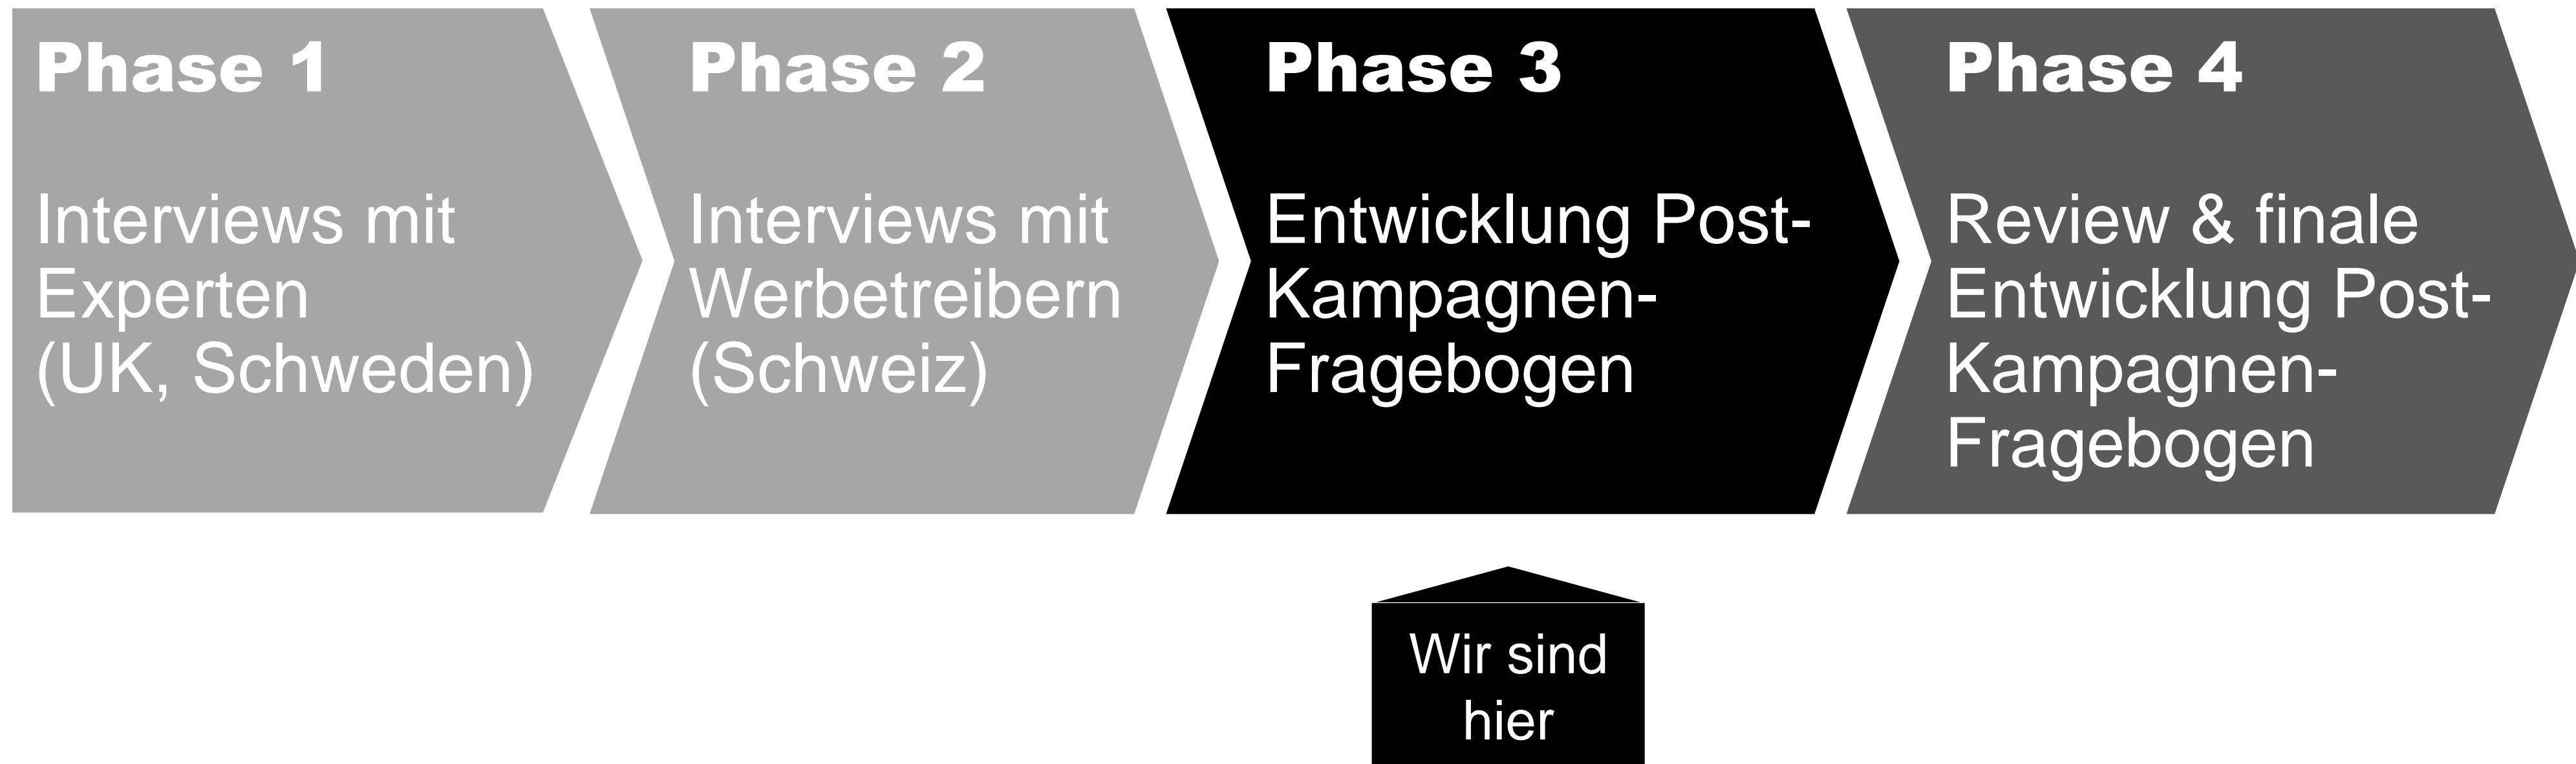 Phase 1
Interviews mit
Experten
(UK, Schweden)
Phase 2
Interviews mit
Werbetreibern
(Schweiz)
Phase 3
Entwicklung Post-
Kampagnen-
Fragebogen
Phase 4
Review & finale
Entwicklung Post-
Kampagnen-
Fragebogen
Wir sind
hier